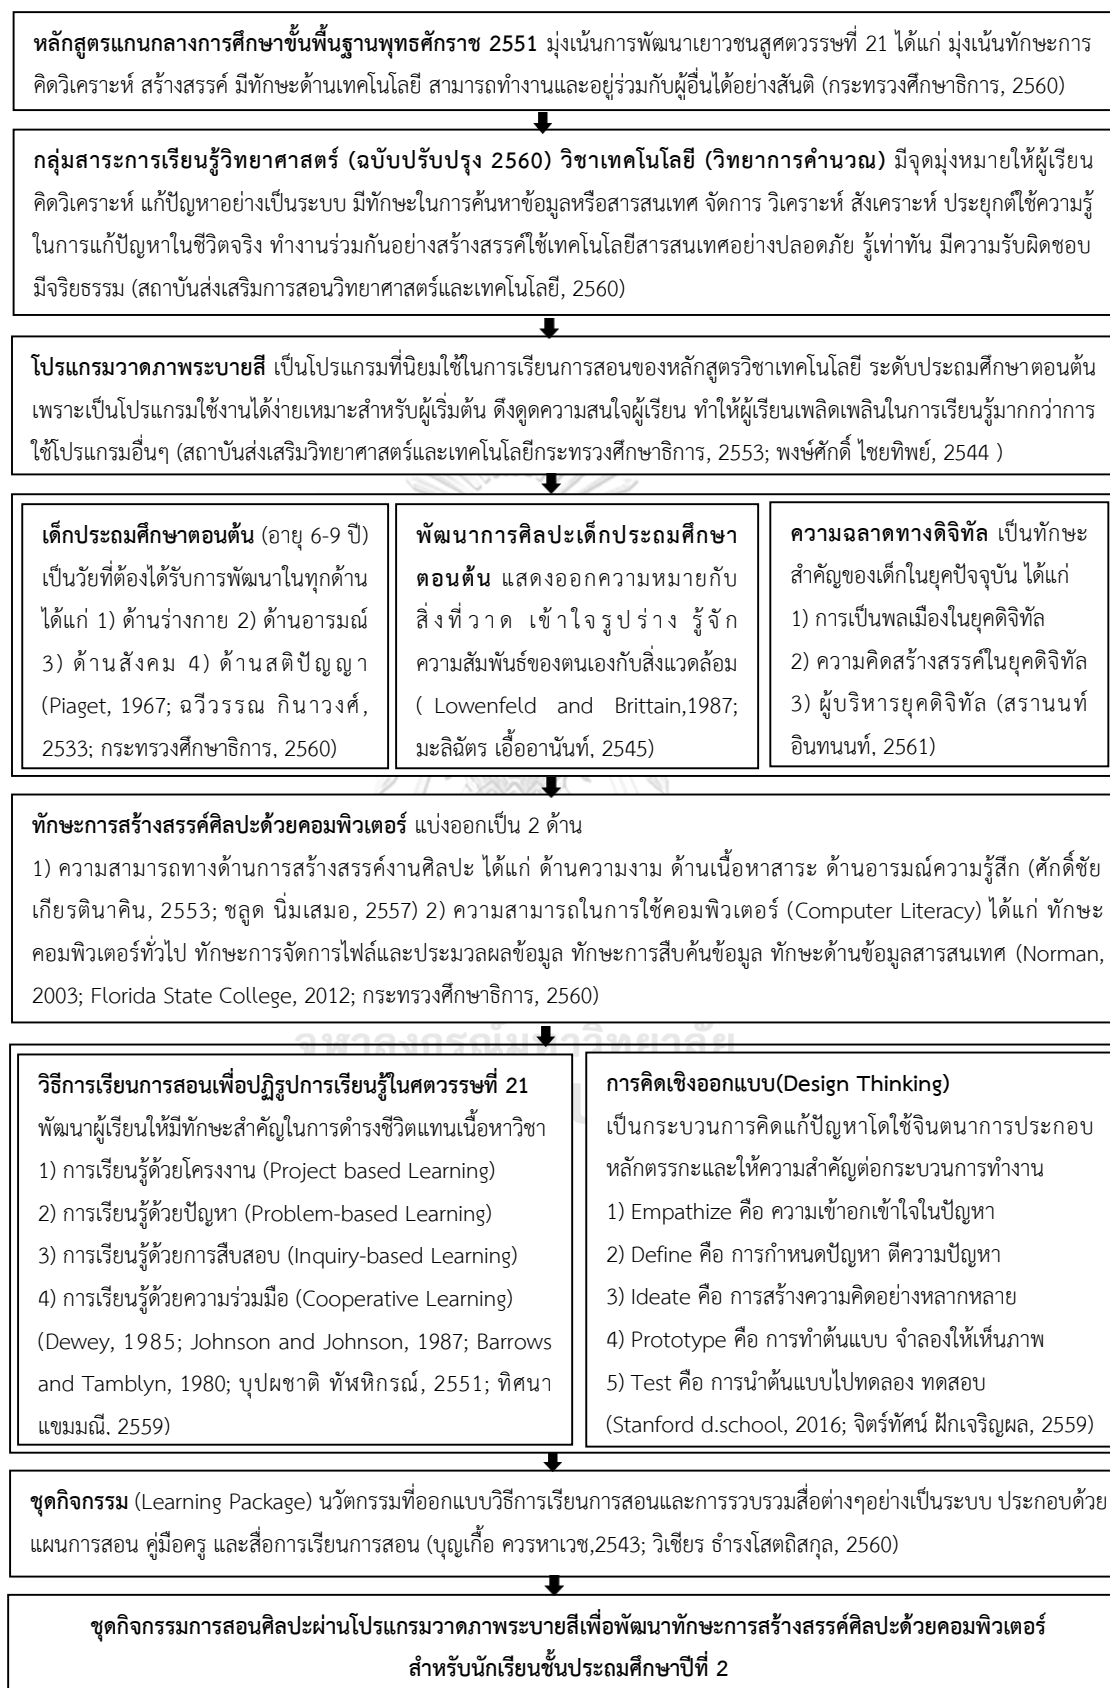 หลักสูตรแกนกลางการศึกษาขั้นพื้นฐานพุทธศักราช 2551 มุ่งเน้นการพัฒนาเยาวชนสู่ศตวรรษที่ 21 ได้แก่ มุ่งเน้นทักษะการ
คิดวิเคราะห์ สร้างสรรค์ มีทักษะด้านเทคโนโลยี สามารถทำงานและอยู่ร่วมกับผู้อื่นได้อย่างสันติ (กระทรวงศึกษาธิการ, 2560)
กลุ่มสาระการเรียนรู้วิทยาศาสตร์ (ฉบับปรับปรุง 2560) วิชาเทคโนโลยี (วิทยาการคำนวณ) มีจุดมุ่งหมายให้ผู้เรียน
คิดวิเคราะห์ แก้ปัญหาอย่างเป็นระบบ มีทักษะในการค้นหาข้อมูลหรือสารสนเทศ จัดการ วิเคราะห์ สังเคราะห์ ประยุกต์ใช้ความรู้
ในการแก้ปัญหาในชีวิตจริง ทำงานร่วมกันอย่างสร้างสรรค์ใช้เทคโนโลยีสารสนเทศอย่างปลอดภัย รู้เท่าทัน มีความรับผิดชอบ
มีจริยธรรม (สถาบันส่งเสริมการสอนวิทยาศาสตร์และเทคโนโลยี, 2560)
โปรแกรมวาดภาพระบายสี เป็นโปรแกรมที่นิยมใช้ในการเรียนการสอนของหลักสูตรวิชาเทคโนโลยี ระดับประถมศึกษาตอนต้น
เพราะเป็นโปรแกรมใช้งานได้ง่ายเหมาะสำหรับผู้เริ่มต้น ดึงดูดความสนใจผู้เรียน ทำให้ผู้เรียนเพลิดเพลินในการเรียนรู้มากกว่าการ
ใช้โปรแกรมอื่นๆ (สถาบันส่งเสริมวิทยาศาสตร์และเทคโนโลยีกระทรวงศึกษาธิการ, 2553; พงษ์ศักดิ์ ไชยทิพย์, 2544 )
เด็กประถมศึกษาตอนต้น (อายุ 6-9 ปี)
เป็นวัยที่ต้องได้รับการพัฒนาในทุกด้าน
ได้แก่ 1) ด้านร่างกาย 2) ด้านอารมณ์
3) ด้านสังคม 4) ด้านสติปัญญา
(Piaget, 1967; ฉวีวรรณ กินาวงศ์,
2533; กระทรวงศึกษาธิการ, 2560)
พัฒนาการศิลปะเด็กประถมศึกษา
ตอนต้น แสดงออกความหมายกับ
สิ่งที่วาด เข้าใจรูปร่าง รู้จัก
ความสัมพันธ์ของตนเองกับสิ่งแวดล้อม
( Lowenfeld and Brittain,1987;
มะลิฉัตร เอื้ออานันท์, 2545)
ความฉลาดทางดิจิทัล เป็นทักษะ
สำคัญของเด็กในยุคปัจจุบัน ได้แก่
1) การเป็นพลเมืองในยุคดิจิทัล
2) ความคิดสร้างสรรค์ในยุคดิจิทัล
3) ผู้บริหารยุคดิจิทัล (สรานนท์
อินทนนท์, 2561)
ทักษะการสร้างสรรค์ศิลปะด้วยคอมพิวเตอร์ แบ่งออกเป็น 2 ด้าน
1) ความสามารถทางด้านการสร้างสรรค์งานศิลปะ ได้แก่ ด้านความงาม ด้านเนื้อหาสาระ ด้านอารมณ์ความรู้สึก (ศักดิ์ชัย
เกียรตินาคิน, 2553; ชลูด นิ่มเสมอ, 2557) 2) ความสามารถในการใช้คอมพิวเตอร์ (Computer Literacy) ได้แก่ ทักษะ
คอมพิวเตอร์ทั่วไป ทักษะการจัดการไฟล์และประมวลผลข้อมูล ทักษะการสืบค้นข้อมูล ทักษะด้านข้อมูลสารสนเทศ (Norman,
2003; Florida State College, 2012; กระทรวงศึกษาธิการ, 2560)
จุฬาลงกรณ์มหาวิทยาลัย
วิธีการเรียนการสอนเพื่อปฏิรูปการเรียนรู้ในศตวรรษที่ 21
พัฒนาผู้เรียนให้มีทักษะสำคัญในการดำรงชีวิตแทนเนื้อหาวิชา
1) การเรียนรู้ด้วยโครงงาน (Project based Learning)
2) การเรียนรู้ด้วยปัญหา (Problem-based Learning)
3) การเรียนรู้ด้วยการสืบสอบ (Inquiry-based Learning)
4) การเรียนรู้ด้วยความร่วมมือ (Cooperative Learning)
(Dewey, 1985; Johnson and Johnson, 1987; Barrows
and Tamblyn, 1980; บุปผชาติ ทัฬหิกรณ์, 2551; ทิศนา
แขมมณี, 2559)
การคิดเชิงออกแบบ(Design Thinking)
เป็นกระบวนการคิดแก้ปัญหาโดใช้จินตนาการประกอบ
หลักตรรกะและให้ความสำคัญต่อกระบวนการทำงาน
1) Empathize คือ ความเข้าอกเข้าใจในปัญหา
2) Define คือ การกำหนดปัญหา ตีความปัญหา
3) Ideate คือ การสร้างความคิดอย่างหลากหลาย
4) Prototype คือ การทำต้นแบบ จำลองให้เห็นภาพ
5) Test คือ การนำต้นแบบไปทดลอง ทดสอบ
(Stanford d.school, 2016; จิตร์ทัศน์ ฝักเจริญผล, 2559)
ชุดกิจกรรม (Learning Package) นวัตกรรมที่ออกแบบวิธีการเรียนการสอนและการรวบรวมสื่อต่างๆอย่างเป็นระบบ ประกอบด้วย
แผนการสอน คู่มือครู และสื่อการเรียนการสอน (บุญเกื้อ ควรหาเวช,2543; วิเชียร ธำรงโสตถิสกุล, 2560)
ชุดกิจกรรมการสอนศิลปะผ่านโปรแกรมวาดภาพระบายสีเพื่อพัฒนาทักษะการสร้างสรรค์ศิลปะด้วยคอมพิวเตอร์
สำหรับนักเรียนชั้นประถมศึกษาปีที่ 2